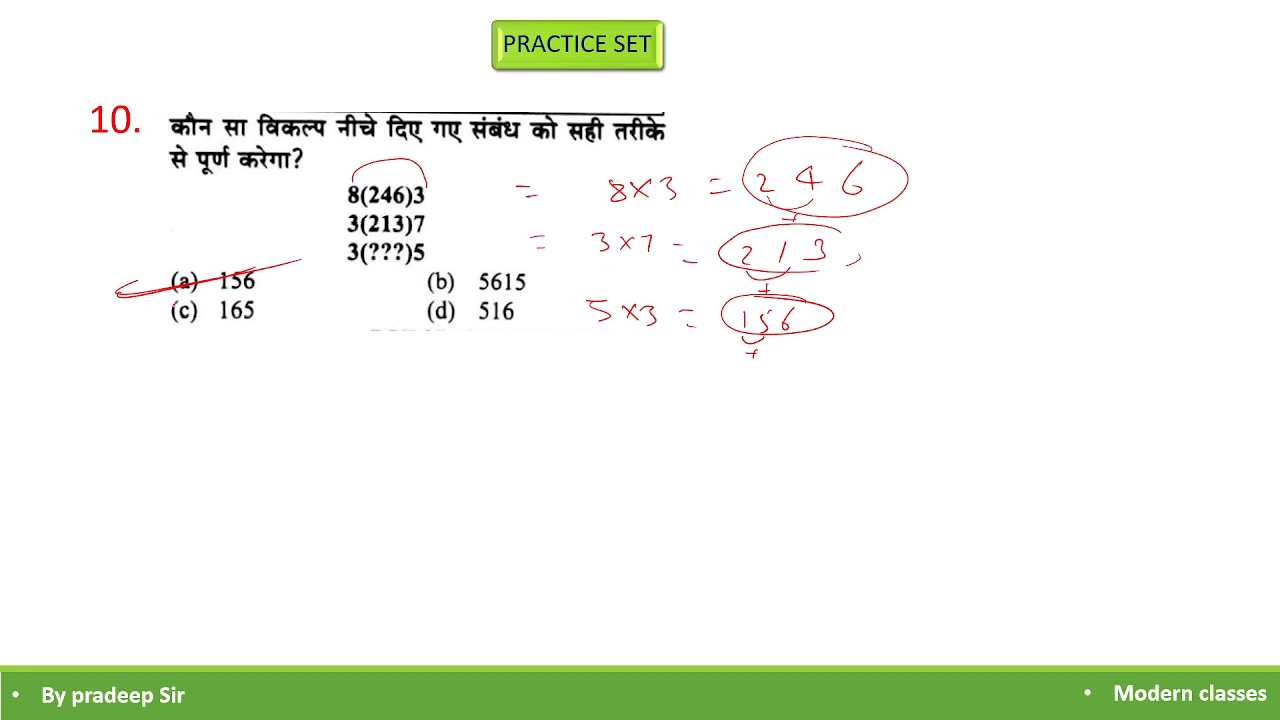 PRACTICE SET
10.
कौन सा विकल्प नीचे दिए गए संबंध को सही तरीके
से पूर्ण करेगा?
8(246)3 = 8×3 = 246
+
3(213)7 = 3×7 = 213,
+
3(???)5
(a) 156 (b) 5615
(c) 165 (d) 516
5×3 = 156
+
• By pradeep Sir
• Modern classes